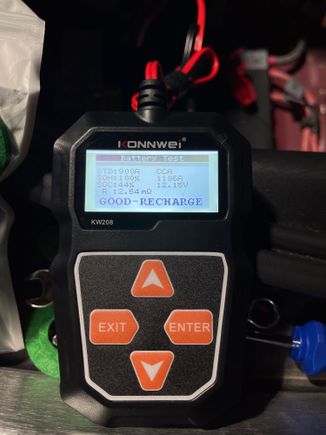 KONNWEI
Battery Test
STD:900A CCA
SOH:100% 1106A
SOC:44% 12.15V
R :2.64mΩ
GOOD-RECHARGE
KW208
EXIT
ENTER